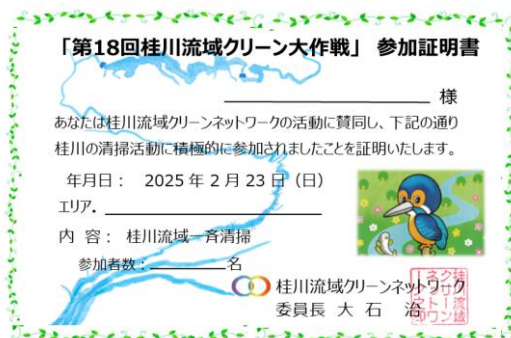 「第18回桂川流域クリーン大作戦」 参加証明書
様
あなたは桂川流域クリーンネットワークの活動に賛同し、下記の通り
桂川の清掃活動に積極的に参加されましたことを証明いたします。
年月日： 2025 年 2 月 23 日（日）
エリア．
内 容： 桂川流域一斉清掃
参加者数：　　　名
桂川流域クリーンネットワーク
委員長 大 石 治